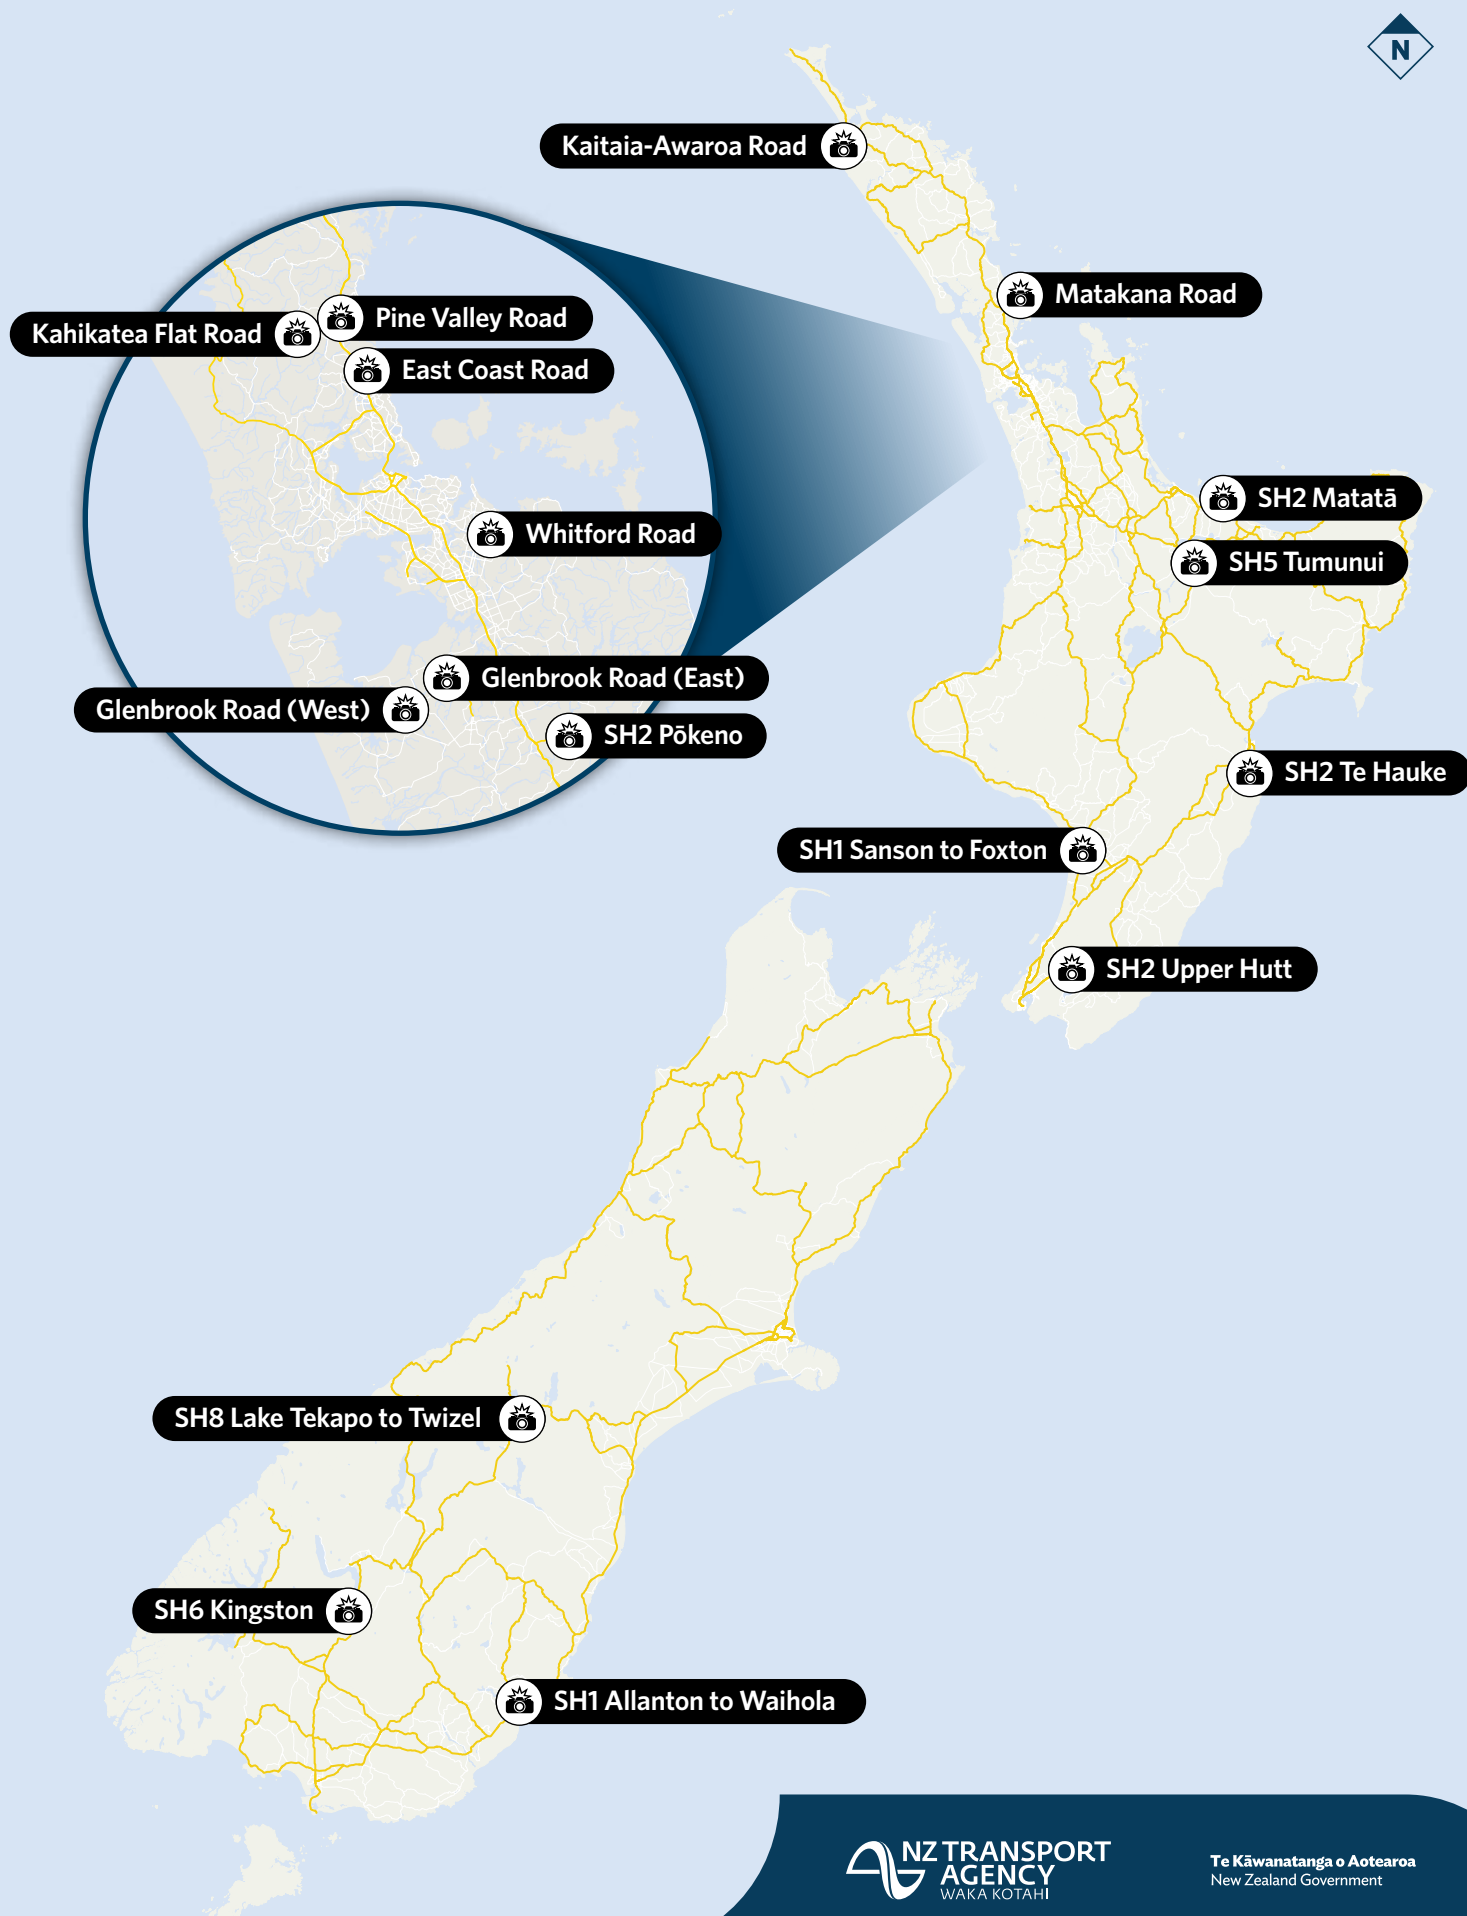 N
Kaitaia-Awaroa Road
Matakana Road
Pine Valley Road
Kahikatea Flat Road
East Coast Road
SH2 Matatā
Whitford Road
SH5 Tumunui
Glenbrook Road (East)
Glenbrook Road (West)
SH2 Pōkeno
SH2 Te Hauke
SH1 Sanson to Foxton
SH2 Upper Hutt
SH8 Lake Tekapo to Twizel
SH6 Kingston
SH1 Allanton to Waihola
NZ TRANSPORT
AGENCY
WAKA KOTAHI
Te Kāwanatanga o Aotearoa
New Zealand Government